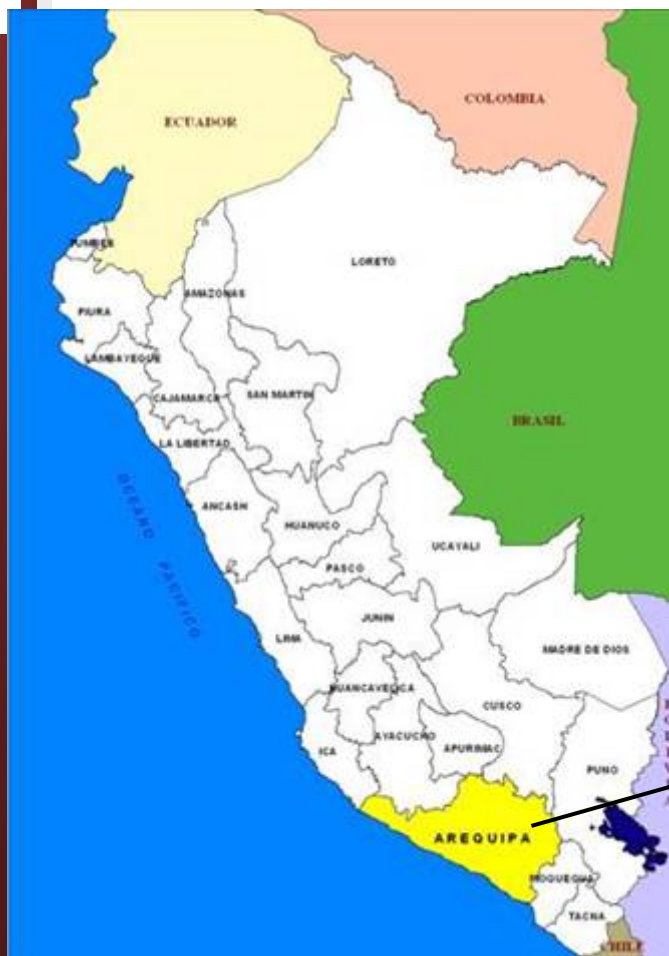 COLOMBIA
ECUADOR
TUMBES
LORETO
AMAZONAS
PIURA
LAMBAYEQUE
CAJAMARCA
SAN MARTIN
LA LIBERTAD
BRASIL
ANCASH
HUANUCO
UCAYALI
OCEANO PACIFICO
PASCO
JUNIN
LIMA
MADRE DE DIOS
HUANCAVELICA
CUSCO
AYACUCHO
ICA
APURIMAC
PUNO
AREQUIPA
MOQUEGUA
TACNA
CHILE